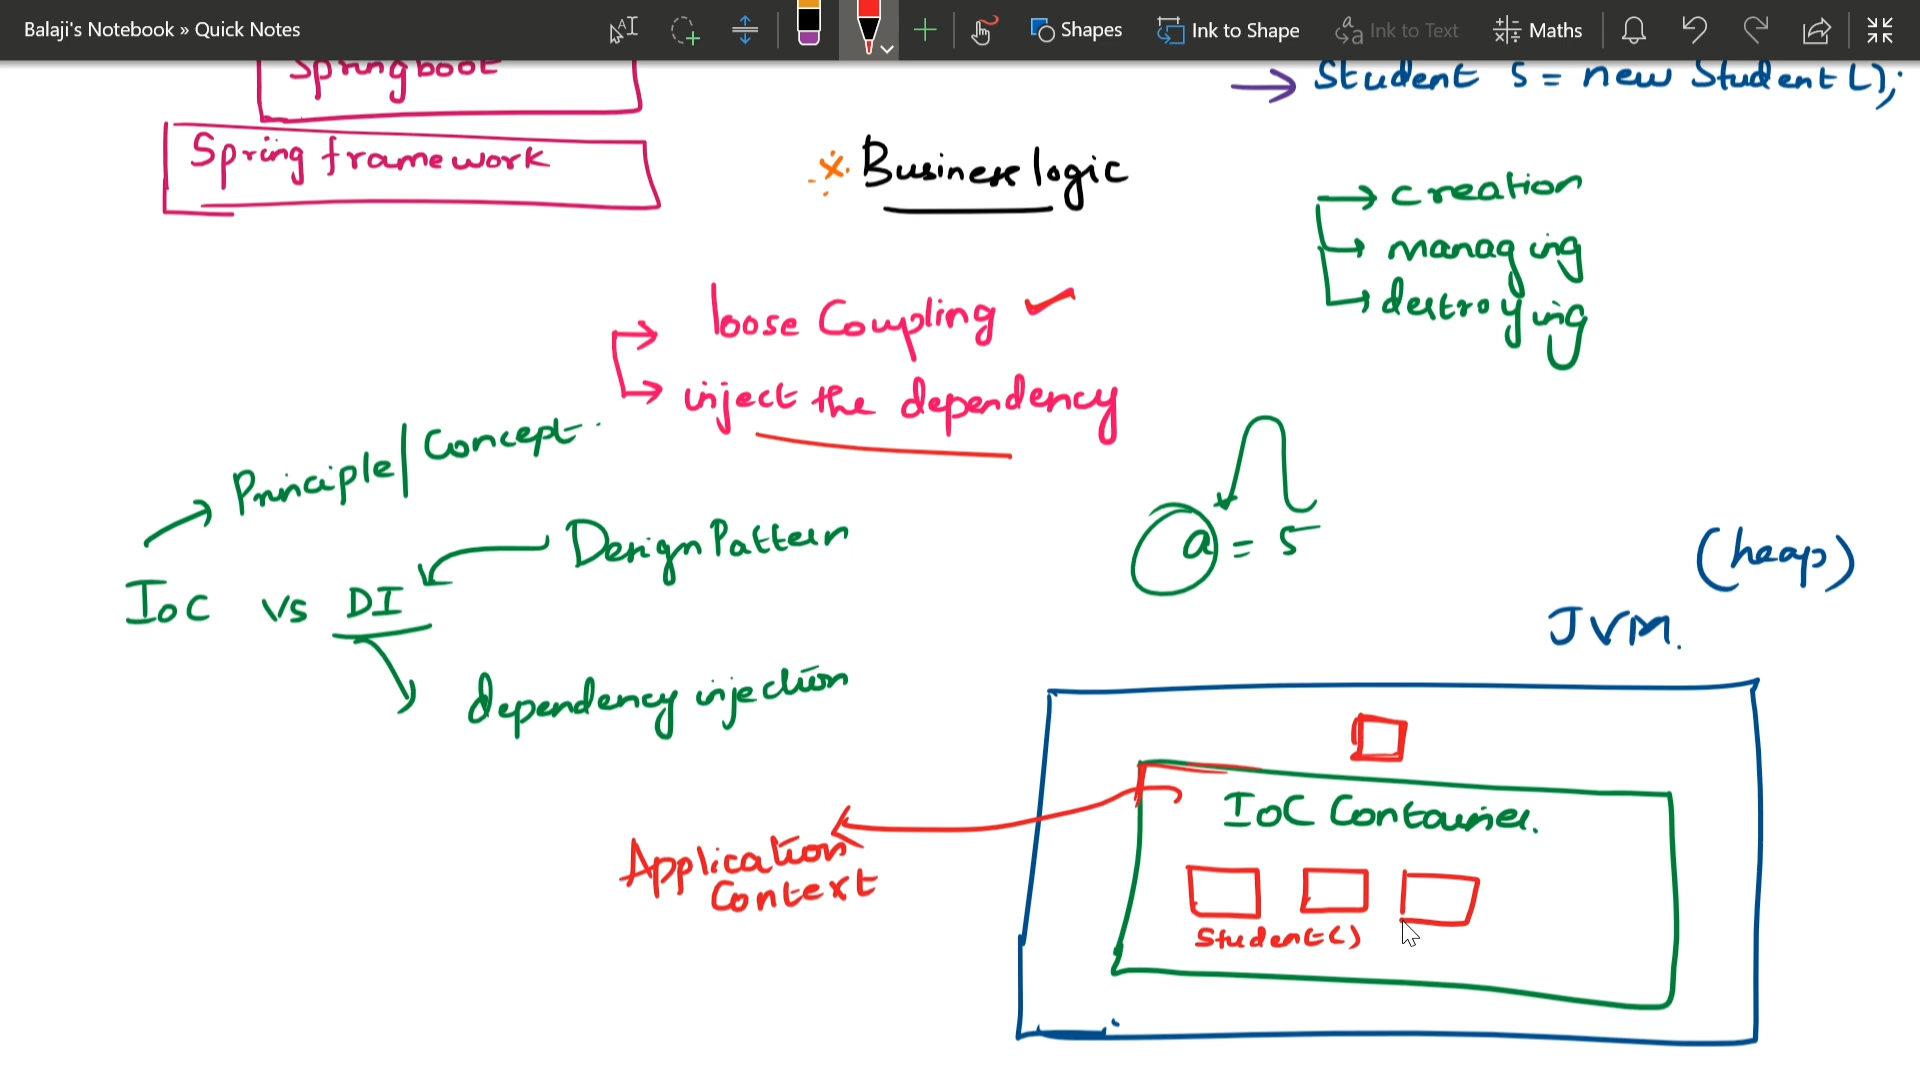 Balaji's Notebook » Quick Notes
Shapes
Ink to Shape
Ink to Text
Maths
Springboot
Student s = new Student();
Spring framework
Business logic
creation
managing
destroying
loose Coupling
inject the dependency
Principle/Concept
Design Pattern
a = 5
IoC vs DI
(heap)
JVM.
dependency injection
IoC Container.
Application
Context
Student()